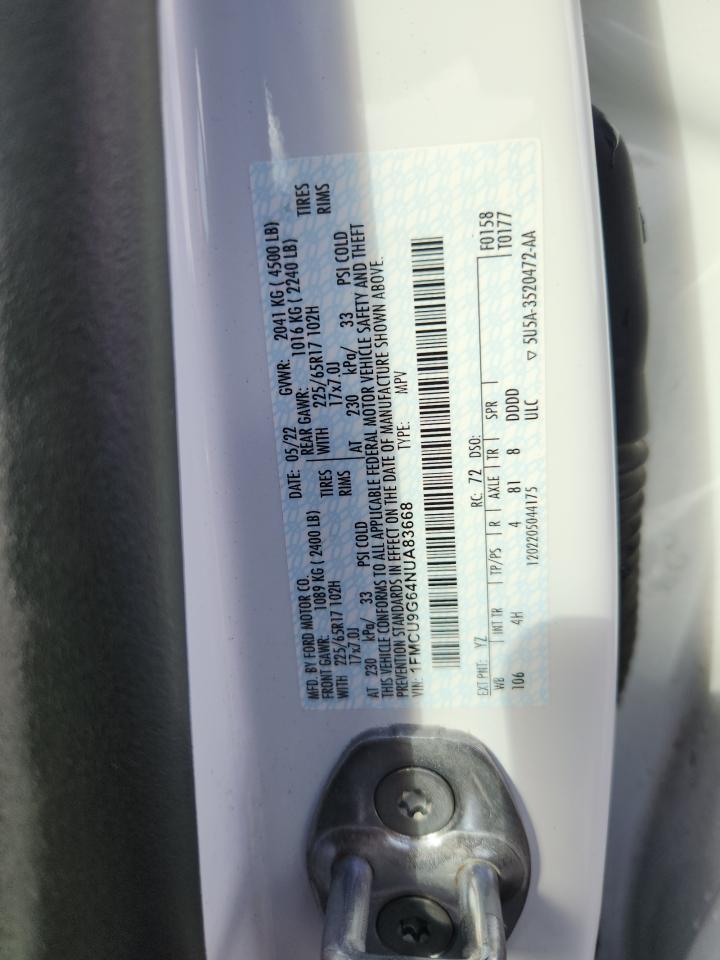 MFD. BY FORD MOTOR CO. DATE: 05/22 GVWR: 2041 KG ( 4500 LB)
FRONT GAWR: 1089 KG ( 2400 LB) REAR GAWR: 1016 KG ( 2240 LB)
WITH 225/65R17 102H TIRES WITH 225/65R17 102H TIRES
17x7.0J RIMS 17x7.0J RIMS
AT 230 kPa/ 33 PSI COLD AT 230 kPa/ 33 PSI COLD
THIS VEHICLE CONFORMS TO ALL APPLICABLE FEDERAL MOTOR VEHICLE SAFETY AND THEFT
PREVENTION STANDARDS IN EFFECT ON THE DATE OF MANUFACTURE SHOWN ABOVE.
VIN: 1FMCU9G64NUA83668 TYPE: MPV
EXT PNT: YZ RC: 72 DSO: F0158
WB INT TR TP/PS R AXLE TR SPR T0177
106 4H 4 81 8 DDDD
1202205044175 ULC ▽ 5U5A-3520472-AA